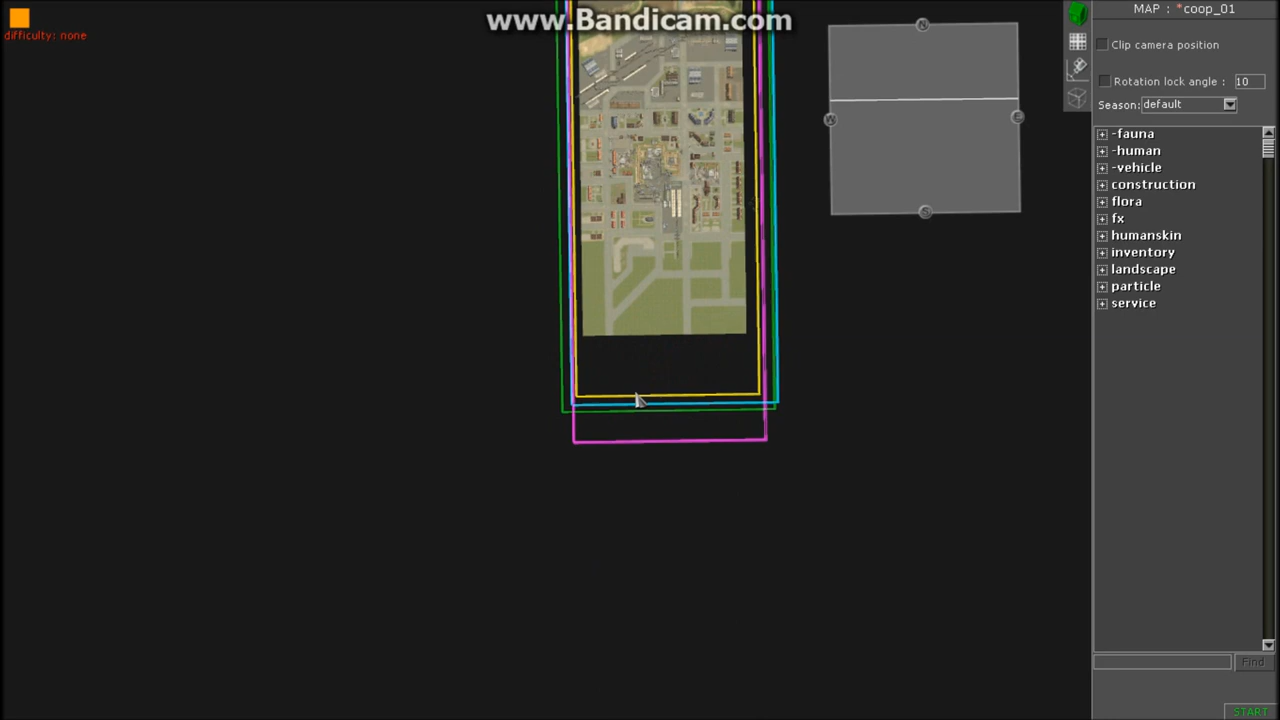 www.Bandicam.com
difficulty: none
MAP : *coop_01
Clip camera position
Rotation lock angle : 10
Season: default
-fauna
-human
-vehicle
construction
flora
fx
humanskin
inventory
landscape
particle
service
Find
START
N
W
E
S